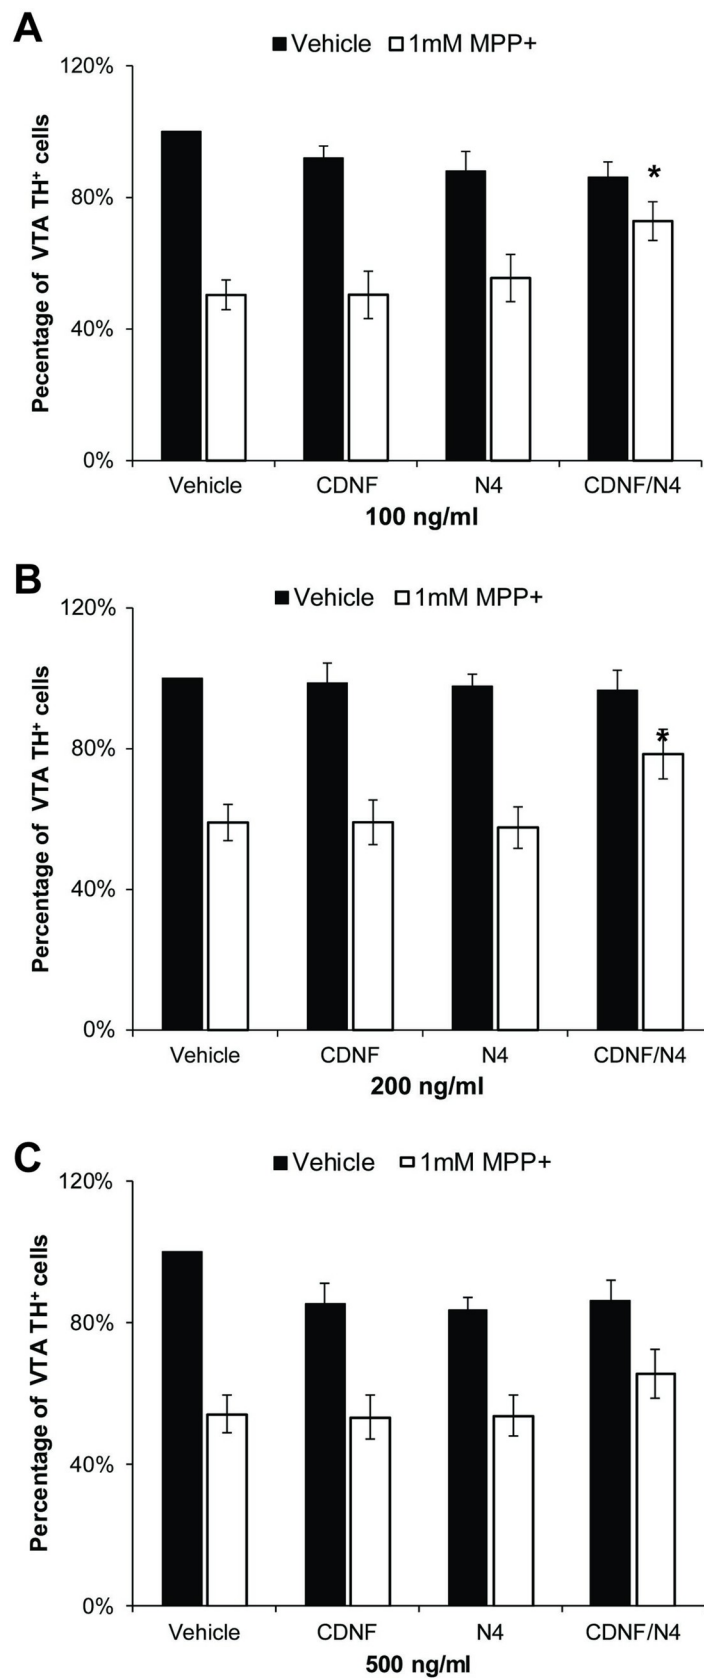 A
Vehicle 1mM MPP+
120%
80%
40%
0%
Pecentage of VTA TH⁺ cells
*
Vehicle CDNF N4 CDNF/N4
100 ng/ml
B
Vehicle 1mM MPP+
120%
80%
40%
0%
Percentage of VTA TH⁺ cells
*
Vehicle CDNF N4 CDNF/N4
200 ng/ml
C
Vehicle 1mM MPP+
120%
80%
40%
0%
Percentage of VTA TH⁺ cells
Vehicle CDNF N4 CDNF/N4
500 ng/ml